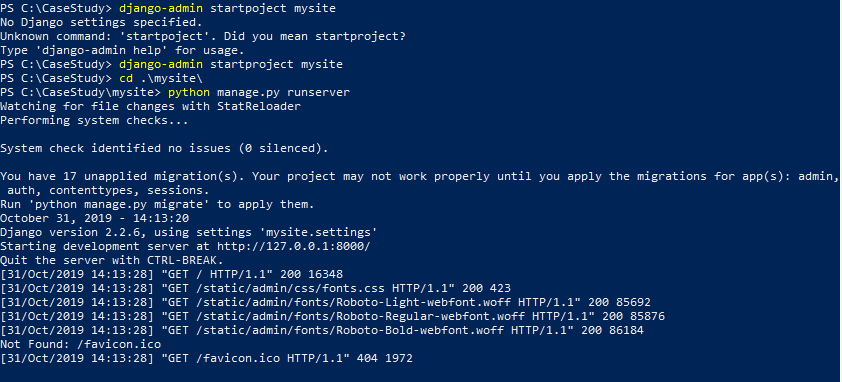 PS C:\CaseStudy> django-admin startpoject mysite
No Django settings specified.
Unknown command: 'startpoject'. Did you mean startproject?
Type 'django-admin help' for usage.
PS C:\CaseStudy> django-admin startproject mysite
PS C:\CaseStudy> cd .\mysite\
PS C:\CaseStudy\mysite> python manage.py runserver
Watching for file changes with StatReloader
Performing system checks...
System check identified no issues (0 silenced).
You have 17 unapplied migration(s). Your project may not work properly until you apply the migrations for app(s): admin,
auth, contenttypes, sessions.
Run 'python manage.py migrate' to apply them.
October 31, 2019 - 14:13:20
Django version 2.2.6, using settings 'mysite.settings'
Starting development server at http://127.0.0.1:8000/
Quit the server with CTRL-BREAK.
[31/Oct/2019 14:13:28] "GET / HTTP/1.1" 200 16348
[31/Oct/2019 14:13:28] "GET /static/admin/css/fonts.css HTTP/1.1" 200 423
[31/Oct/2019 14:13:28] "GET /static/admin/fonts/Roboto-Light-webfont.woff HTTP/1.1" 200 85692
[31/Oct/2019 14:13:28] "GET /static/admin/fonts/Roboto-Regular-webfont.woff HTTP/1.1" 200 85876
[31/Oct/2019 14:13:28] "GET /static/admin/fonts/Roboto-Bold-webfont.woff HTTP/1.1" 200 86184
Not Found: /favicon.ico
[31/Oct/2019 14:13:28] "GET /favicon.ico HTTP/1.1" 404 1972